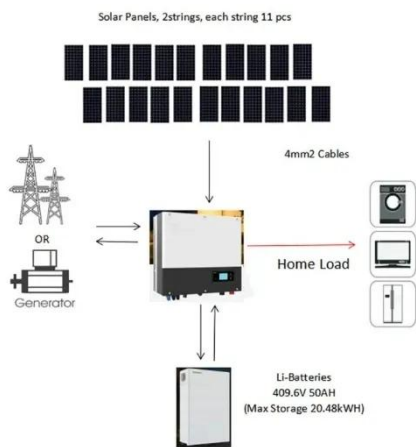 Solar Panels, 2strings, each string 11 pcs
4mm2 Cables
OR
Generator
Home Load
Li-Batteries
409.6V 50AH
(Max Storage 20.48kWH)